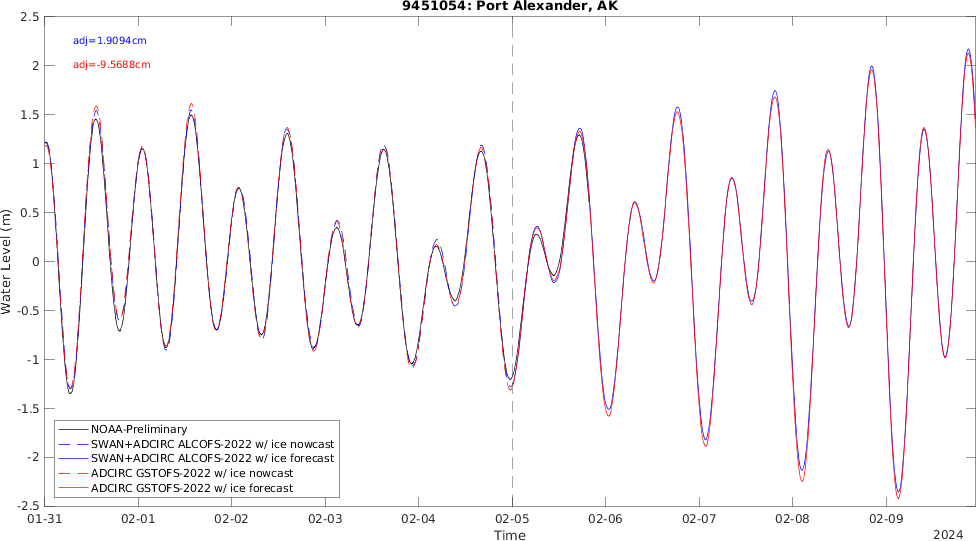 9451054: Port Alexander, AK
adj=1.9094cm
adj=-9.5688cm
2.5
2
1.5
1
0.5
0
-0.5
-1
-1.5
-2
-2.5
Water Level (m)
NOAA-Preliminary
SWAN+ADCIRC ALCOFS-2022 w/ ice nowcast
SWAN+ADCIRC ALCOFS-2022 w/ ice forecast
ADCIRC GSTOFS-2022 w/ ice nowcast
ADCIRC GSTOFS-2022 w/ ice forecast
01-31 02-01 02-02 02-03 02-04 02-05 02-06 02-07 02-08 02-09
Time
2024